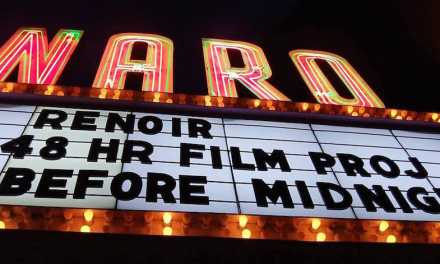 NARO
RENOIR
48 HR FILM PROJ
BEFORE MIDNIG